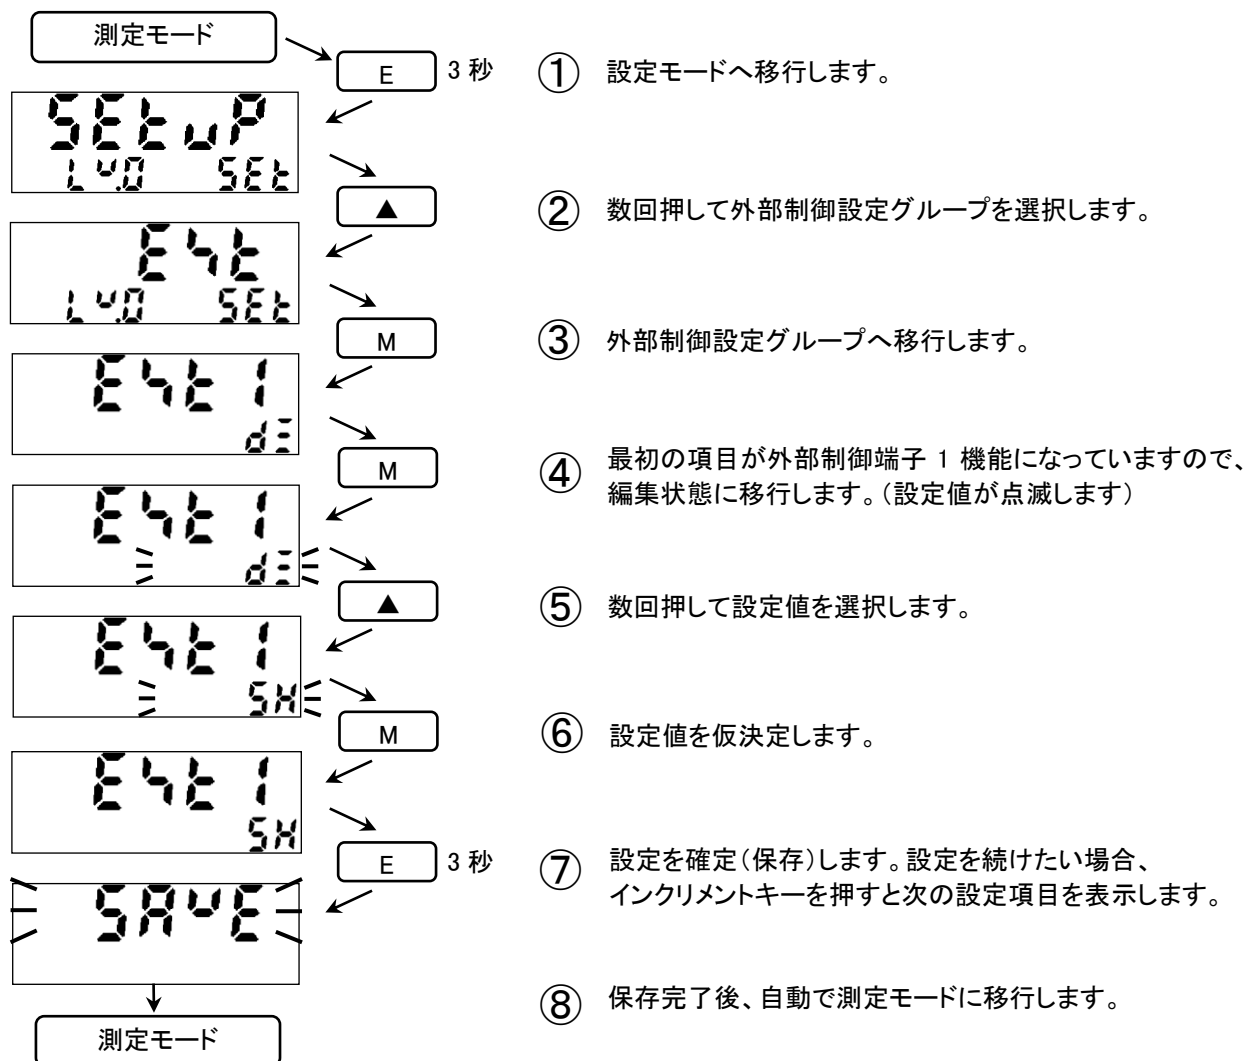 測定モード
E 3 秒
① 設定モードへ移行します。
SEtuP
Lv.0 SEt
▲
② 数回押して外部制御設定グループを選択します。
E4t
Lv.0 SEt
M
③ 外部制御設定グループへ移行します。
E4t 1
dΞ
M
④ 最初の項目が外部制御端子 1 機能になっていますので、
編集状態に移行します。(設定値が点滅します)
E4t 1
dΞ
▲
⑤ 数回押して設定値を選択します。
E4t 1
SH
M
⑥ 設定値を仮決定します。
E4t 1
SH
E 3 秒
⑦ 設定を確定(保存)します。設定を続けたい場合、
インクリメントキーを押すと次の設定項目を表示します。
SAvE
⑧ 保存完了後、自動で測定モードに移行します。
測定モード